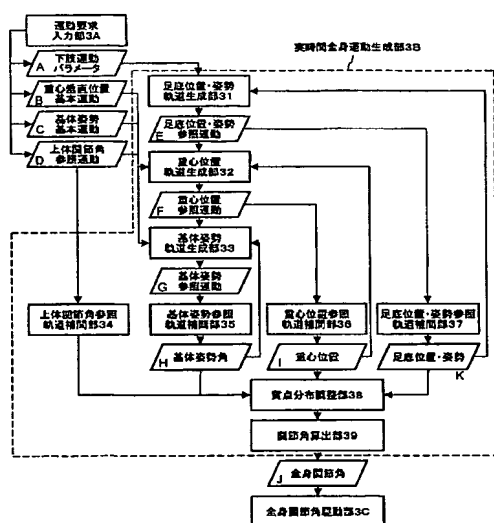 運動要求
入力部3A
実時間全身運動生成部3B
A
下肢運動
パラメータ
B
重心垂直位置
基本運動
C
基体姿勢
基本運動
D
上体関節角
参照運動
足底位置・姿勢
軌道生成部31
E
足底位置・姿勢
参照運動
重心位置
軌道生成部32
F
重心位置
参照運動
基体姿勢
軌道生成部33
G
基体姿勢
参照運動
上体関節角参照
軌道補間部34
基体姿勢参照
軌道補間部35
重心位置参照
軌道補間部36
足底位置・姿勢参照
軌道補間部37
H
基体姿勢角
I
重心位置
足底位置・姿勢
K
質点分布調整部38
関節角算出部39
J
全身関節角
全身関節角駆動部3C